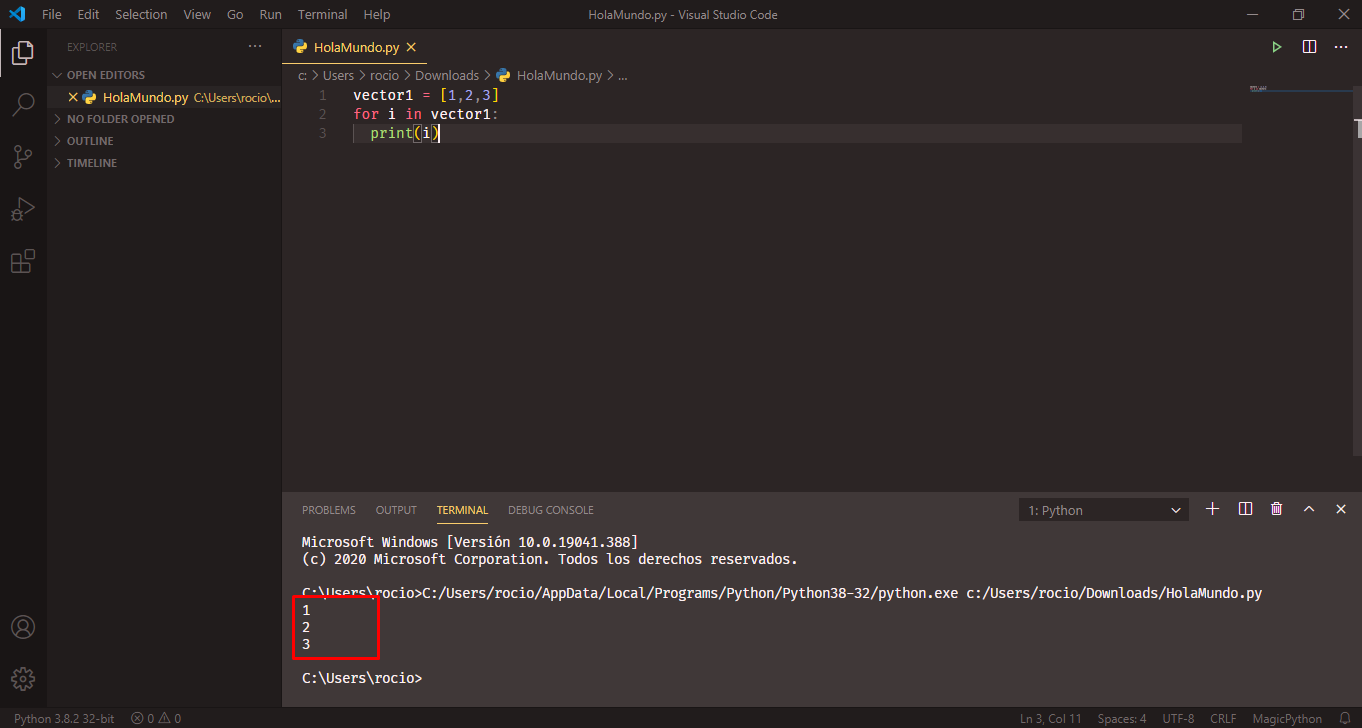 File Edit Selection View Go Run Terminal Help HolaMundo.py - Visual Studio Code
EXPLORER ...
OPEN EDITORS
HolaMundo.py C:\Users\rocio\...
NO FOLDER OPENED
OUTLINE
TIMELINE
HolaMundo.py
c: > Users > rocio > Downloads > HolaMundo.py > ...
1 vector1 = [1,2,3]
2 for i in vector1:
3 print(i)
PROBLEMS OUTPUT TERMINAL DEBUG CONSOLE 1: Python
Microsoft Windows [Versión 10.0.19041.388]
(c) 2020 Microsoft Corporation. Todos los derechos reservados.
C:\Users\rocio>C:/Users/rocio/AppData/Local/Programs/Python/Python38-32/python.exe c:/Users/rocio/Downloads/HolaMundo.py
1
2
3
C:\Users\rocio>
Python 3.8.2 32-bit 0 0 Ln 3, Col 11 Spaces: 4 UTF-8 CRLF MagicPython